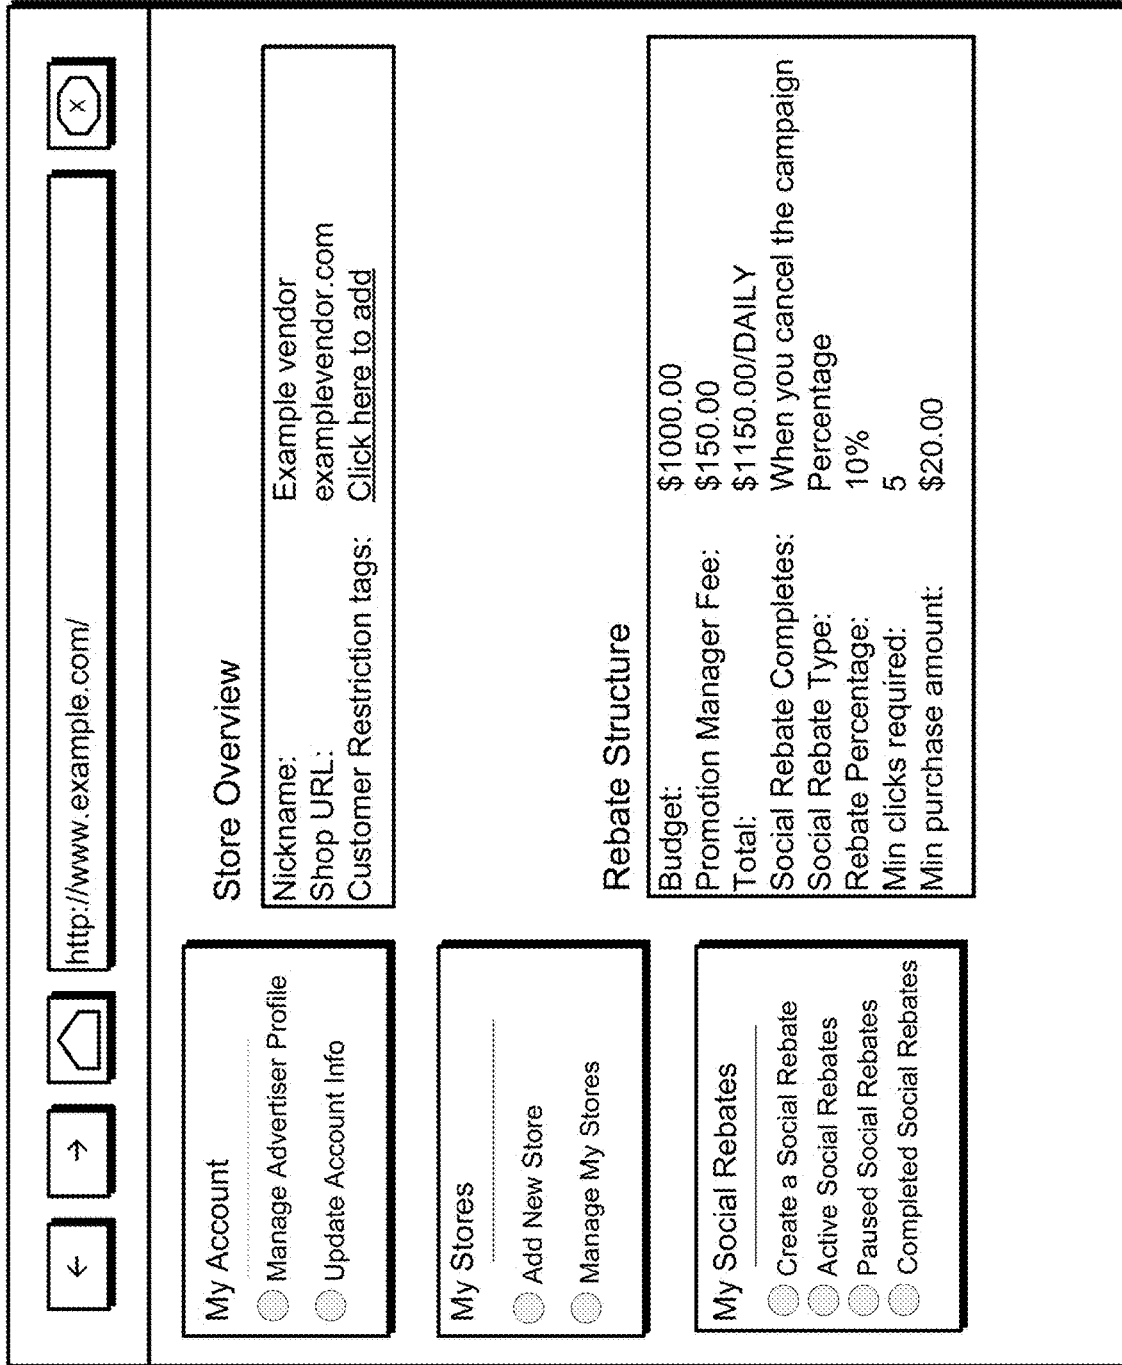 http://www.example.com/
X
My Account
Manage Advertiser Profile
Update Account Info
My Stores
Add New Store
Manage My Stores
My Social Rebates
Create a Social Rebate
Active Social Rebates
Paused Social Rebates
Completed Social Rebates
Store Overview
Nickname: Example vendor
Shop URL: examplevendor.com
Customer Restriction tags: Click here to add
Rebate Structure
Budget: $1000.00
Promotion Manager Fee: $150.00
Total: $1150.00/DAILY
Social Rebate Completes: When you cancel the campaign
Social Rebate Type: Percentage
Rebate Percentage: 10%
Min clicks required: 5
Min purchase amount: $20.00